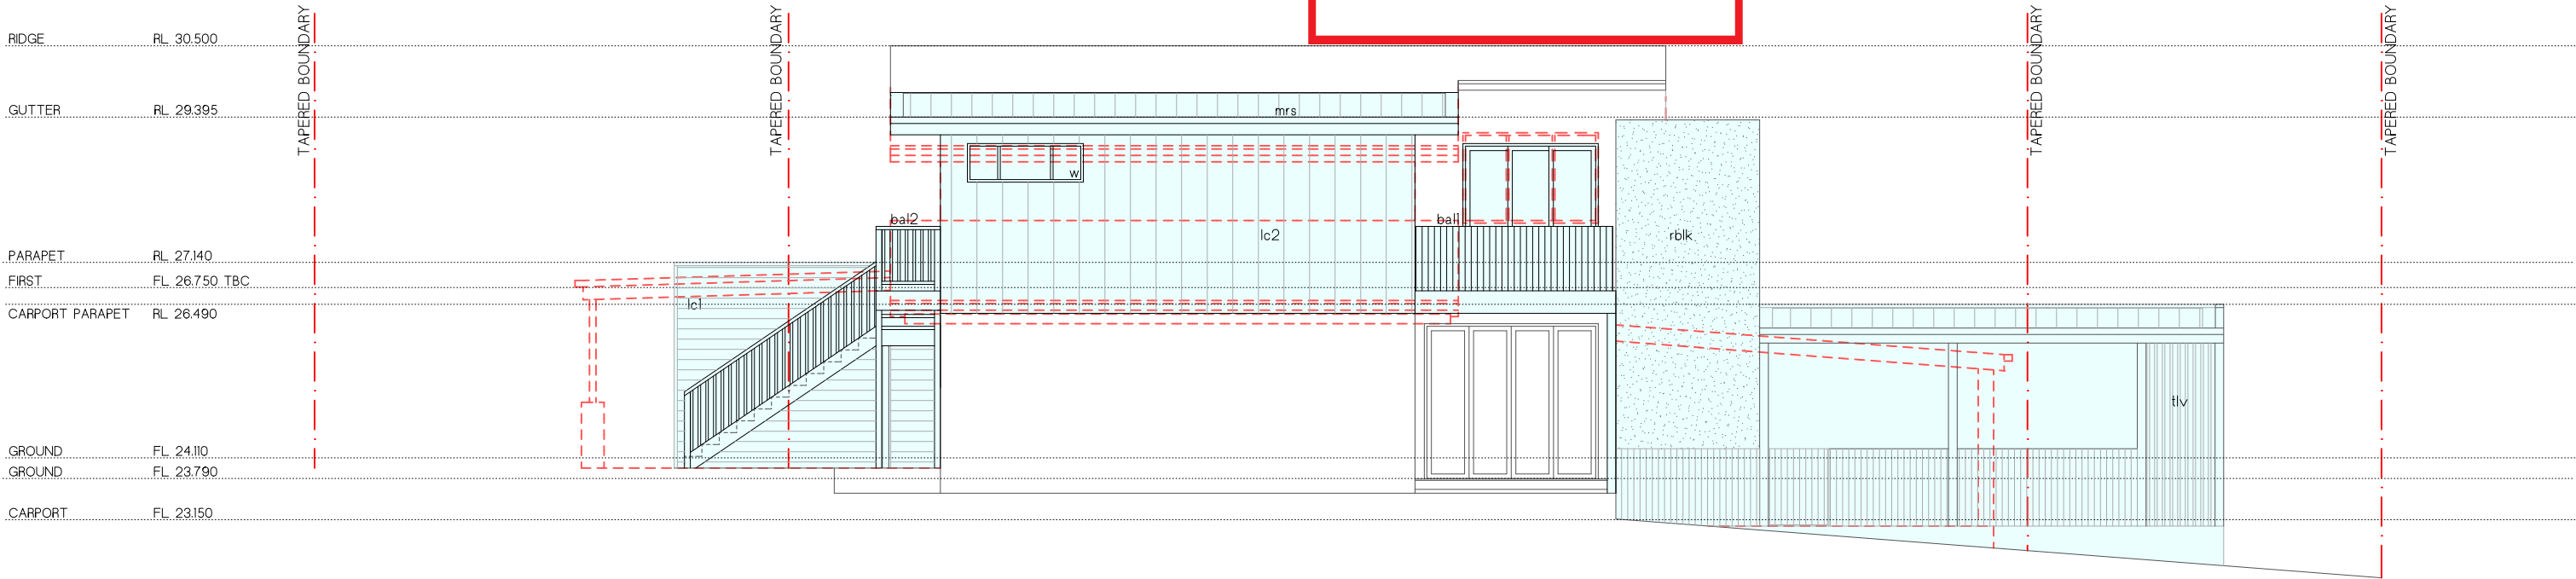 TAPERED BOUNDARY
TAPERED BOUNDARY
TAPERED BOUNDARY
TAPERED BOUNDARY
RIDGE RL 30.500
GUTTER RL 29.395
mrs
w
bal2
bal1
lc2
rblk
PARAPET RL 27.140
FIRST FL 26.750 TBC
lc1
CARPORT PARAPET RL 26.490
tlv
GROUND FL 24.110
GROUND FL 23.790
CARPORT FL 23.150